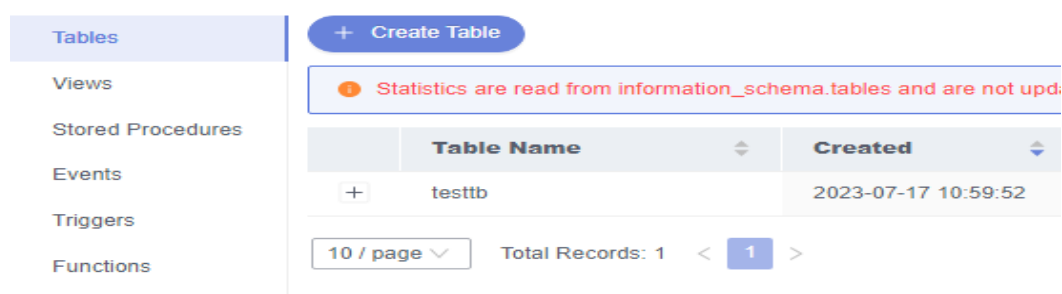 Tables
Views
Stored Procedures
Events
Triggers
Functions
+ Create Table
Statistics are read from information_schema.tables and are not upd
Table Name Created
+ testtb 2023-07-17 10:59:52
10 / page Total Records: 1 < 1 >